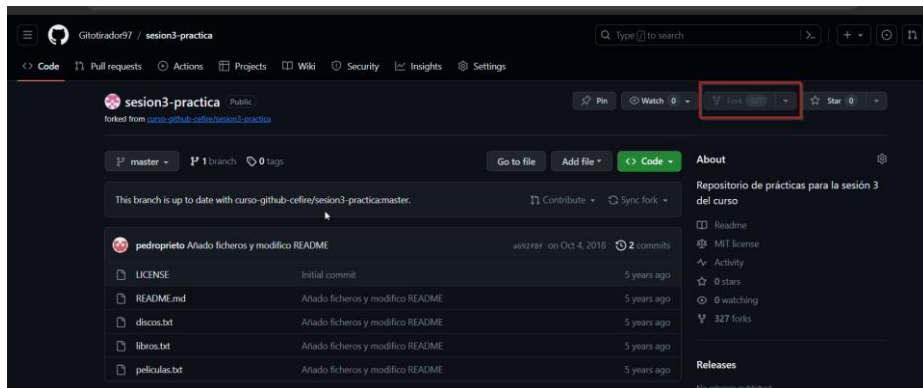 Gitotirador97 / sesion3-practica
Type / to search
<> Code Pull requests Actions Projects Wiki Security Insights Settings
sesion3-practica Public
Pin Watch 0 Fork 327 Star 0
forked from curso-github-cefire/sesion3-practica
master 1 branch 0 tags Go to file Add file <> Code
About
Repositorio de prácticas para la sesión 3
del curso
This branch is up to date with curso-github-cefire/sesion3-practica:master. Contribute Sync fork
Readme
MIT license
Activity
0 stars
0 watching
327 forks
pedroprieto Añado ficheros y modifico README on Oct 4, 2018 2 commits
LICENSE Initial commit 5 years ago
README.md Añado ficheros y modifico README 5 years ago
discos.txt Añado ficheros y modifico README 5 years ago
libros.txt Añado ficheros y modifico README 5 years ago
peliculas.txt Añado ficheros y modifico README 5 years ago
Releases
No releases published